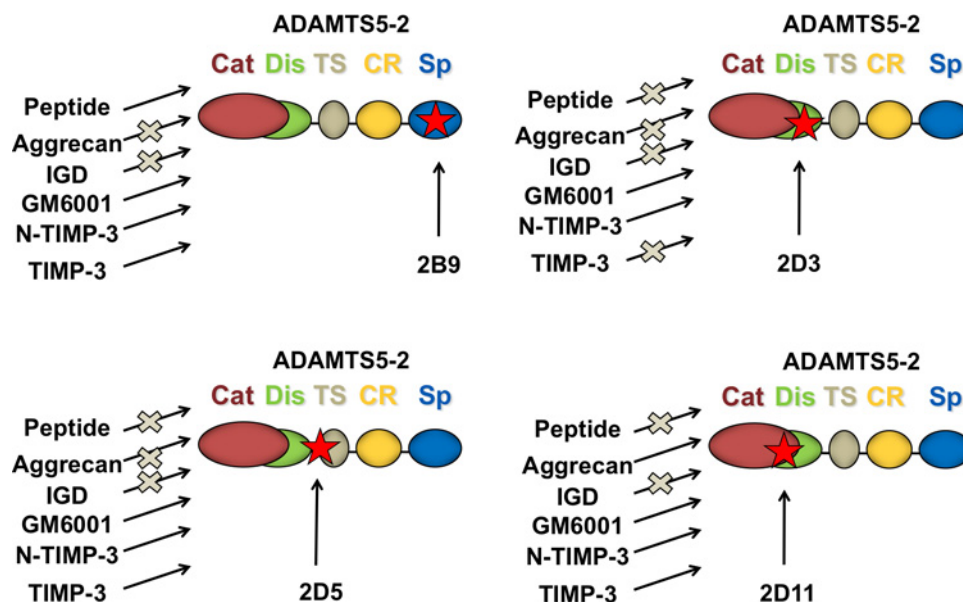 ADAMTS5-2
Cat Dis TS CR Sp
Peptide
Aggrecan
IGD
GM6001
N-TIMP-3
TIMP-3
2B9
ADAMTS5-2
Cat Dis TS CR Sp
Peptide
Aggrecan
IGD
GM6001
N-TIMP-3
TIMP-3
2D3
ADAMTS5-2
Cat Dis TS CR Sp
Peptide
Aggrecan
IGD
GM6001
N-TIMP-3
TIMP-3
2D5
ADAMTS5-2
Cat Dis TS CR Sp
Peptide
Aggrecan
IGD
GM6001
N-TIMP-3
TIMP-3
2D11